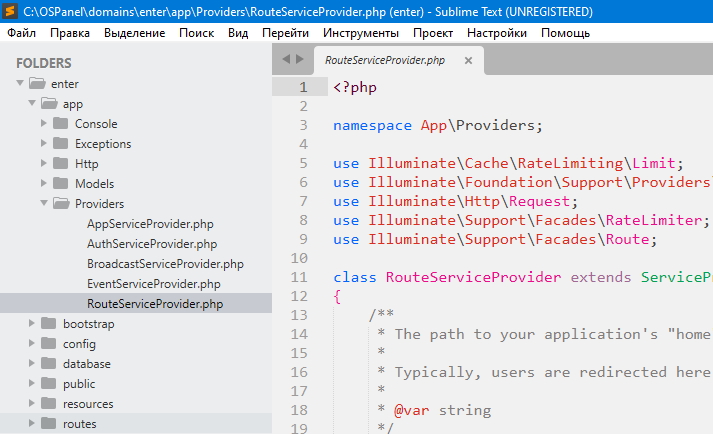 C:\OSPanel\domains\enter\app\Providers\RouteServiceProvider.php (enter) - Sublime Text (UNREGISTERED)
Файл Правка Выделение Поиск Вид Перейти Инструменты Проект Настройки Помощь
FOLDERS
enter
app
Console
Exceptions
Http
Models
Providers
AppServiceProvider.php
AuthServiceProvider.php
BroadcastServiceProvider.php
EventServiceProvider.php
RouteServiceProvider.php
bootstrap
config
database
public
resources
routes
RouteServiceProvider.php ×
1 <?php
2
3 namespace App\Providers;
4
5 use Illuminate\Cache\RateLimiting\Limit;
6 use Illuminate\Foundation\Support\Providers\
7 use Illuminate\Http\Request;
8 use Illuminate\Support\Facades\RateLimiter;
9 use Illuminate\Support\Facades\Route;
10
11 class RouteServiceProvider extends ServiceP
12 {
13 /**
14 * The path to your application's "home
15 *
16 * Typically, users are redirected here
17 *
18 * @var string
19 */